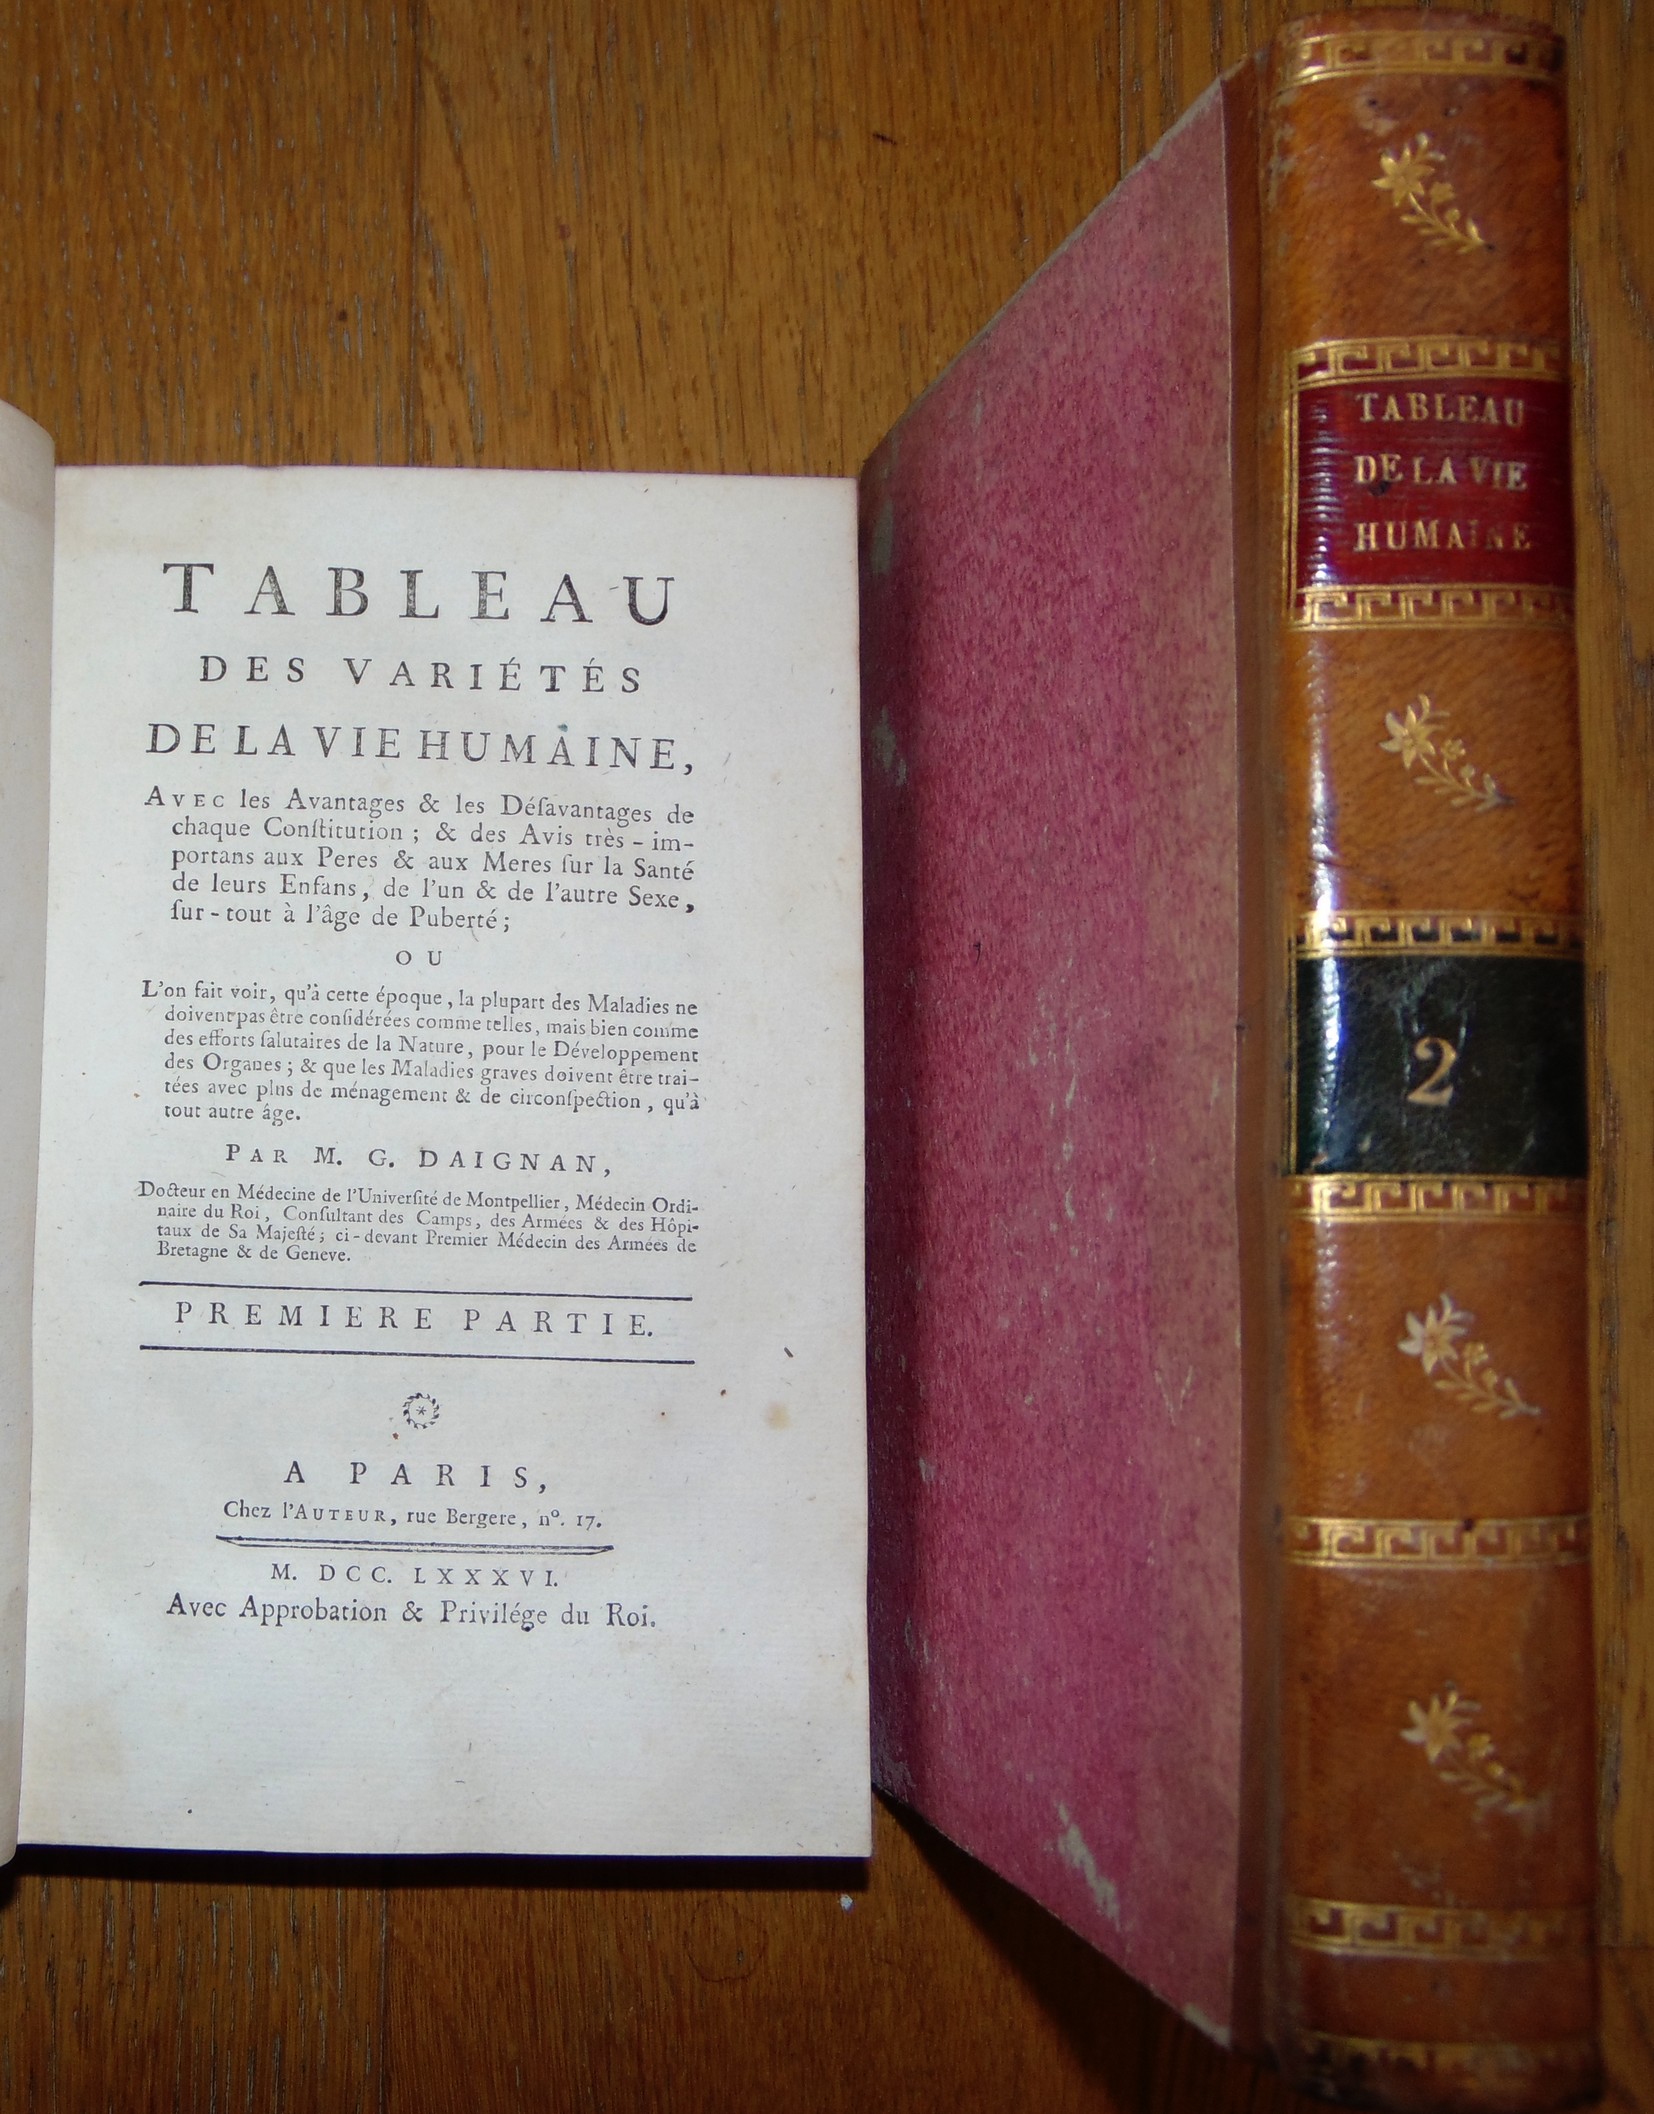 TABLEAU
DES VARIÉTÉS
DE LA VIE HUMAINE,
AVEC les Avantages & les Déſavantages de
chaque Conſtitution ; & des Avis très-im-
portans aux Peres & aux Meres ſur la Santé
de leurs Enfans, de l'un & de l'autre Sexe,
ſur-tout à l'âge de Puberté ;
OU
L'on fait voir, qu'à cette époque, la plupart des Maladies ne
doivent pas être conſidérées comme telles, mais bien comme
des efforts ſalutaires de la Nature, pour le Développement
des Organes ; & que les Maladies graves doivent être trai-
tées avec plus de ménagement & de circonſpection, qu'à
tout autre âge.
PAR M. G. DAIGNAN,
Docteur en Médecine de l'Univerſité de Montpellier, Médecin Ordi-
naire du Roi, Conſultant des Camps, des Armées & des Hôpi-
taux de Sa Majeſté ; ci-devant Premier Médecin des Armées de
Bretagne & de Geneve.
PREMIERE PARTIE.
A PARIS,
Chez l'AUTEUR, rue Bergere, nº. 17.
M. DCC. LXXXVI.
Avec Approbation & Privilége du Roi.
TABLEAU
DE LA VIE
HUMAINE
2